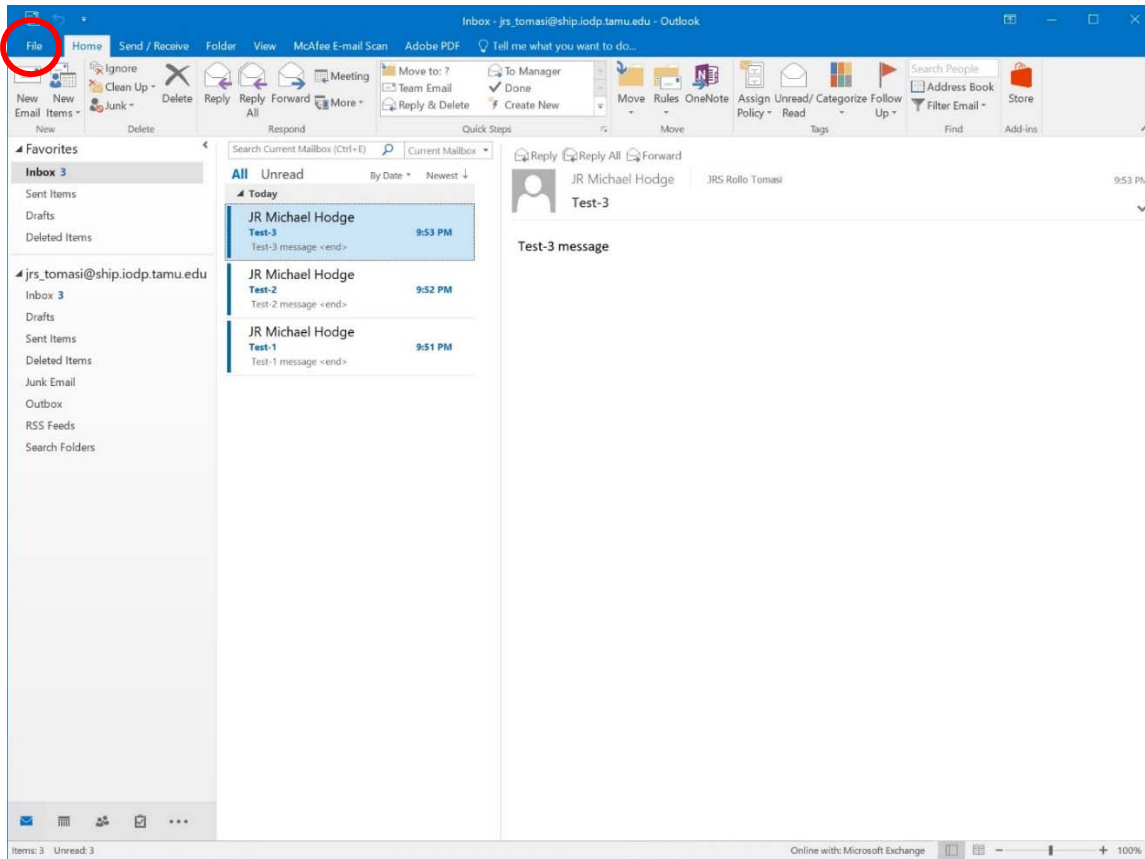 Inbox - jrs_tomasi@ship.iodp.tamu.edu - Outlook
File Home Send / Receive Folder View McAfee E-mail Scan Adobe PDF Tell me what you want to do...
New Email
New Items
New
Ignore
Clean Up
Junk
Delete
Delete
Reply
Reply All
Forward
Meeting
More
Respond
Move to: ?
Team Email
Reply & Delete
To Manager
Done
Create New
Quick Steps
Move
Rules
OneNote
Move
Assign Policy
Unread/ Read
Categorize
Follow Up
Tags
Search People
Address Book
Filter Email
Find
Store
Add-ins
Favorites
Inbox 3
Sent Items
Drafts
Deleted Items
jrs_tomasi@ship.iodp.tamu.edu
Inbox 3
Drafts
Sent Items
Deleted Items
Junk Email
Outbox
RSS Feeds
Search Folders
Search Current Mailbox (Ctrl+E) Current Mailbox
All Unread By Date Newest
Today
JR Michael Hodge
Test-3 9:53 PM
Test-3 message <end>
JR Michael Hodge
Test-2 9:52 PM
Test-2 message <end>
JR Michael Hodge
Test-1 9:51 PM
Test-1 message <end>
Reply Reply All Forward
JR Michael Hodge JRS Rollo Tomasi 9:53 PM
Test-3
Test-3 message
Items: 3 Unread: 3 Online with: Microsoft Exchange 100%